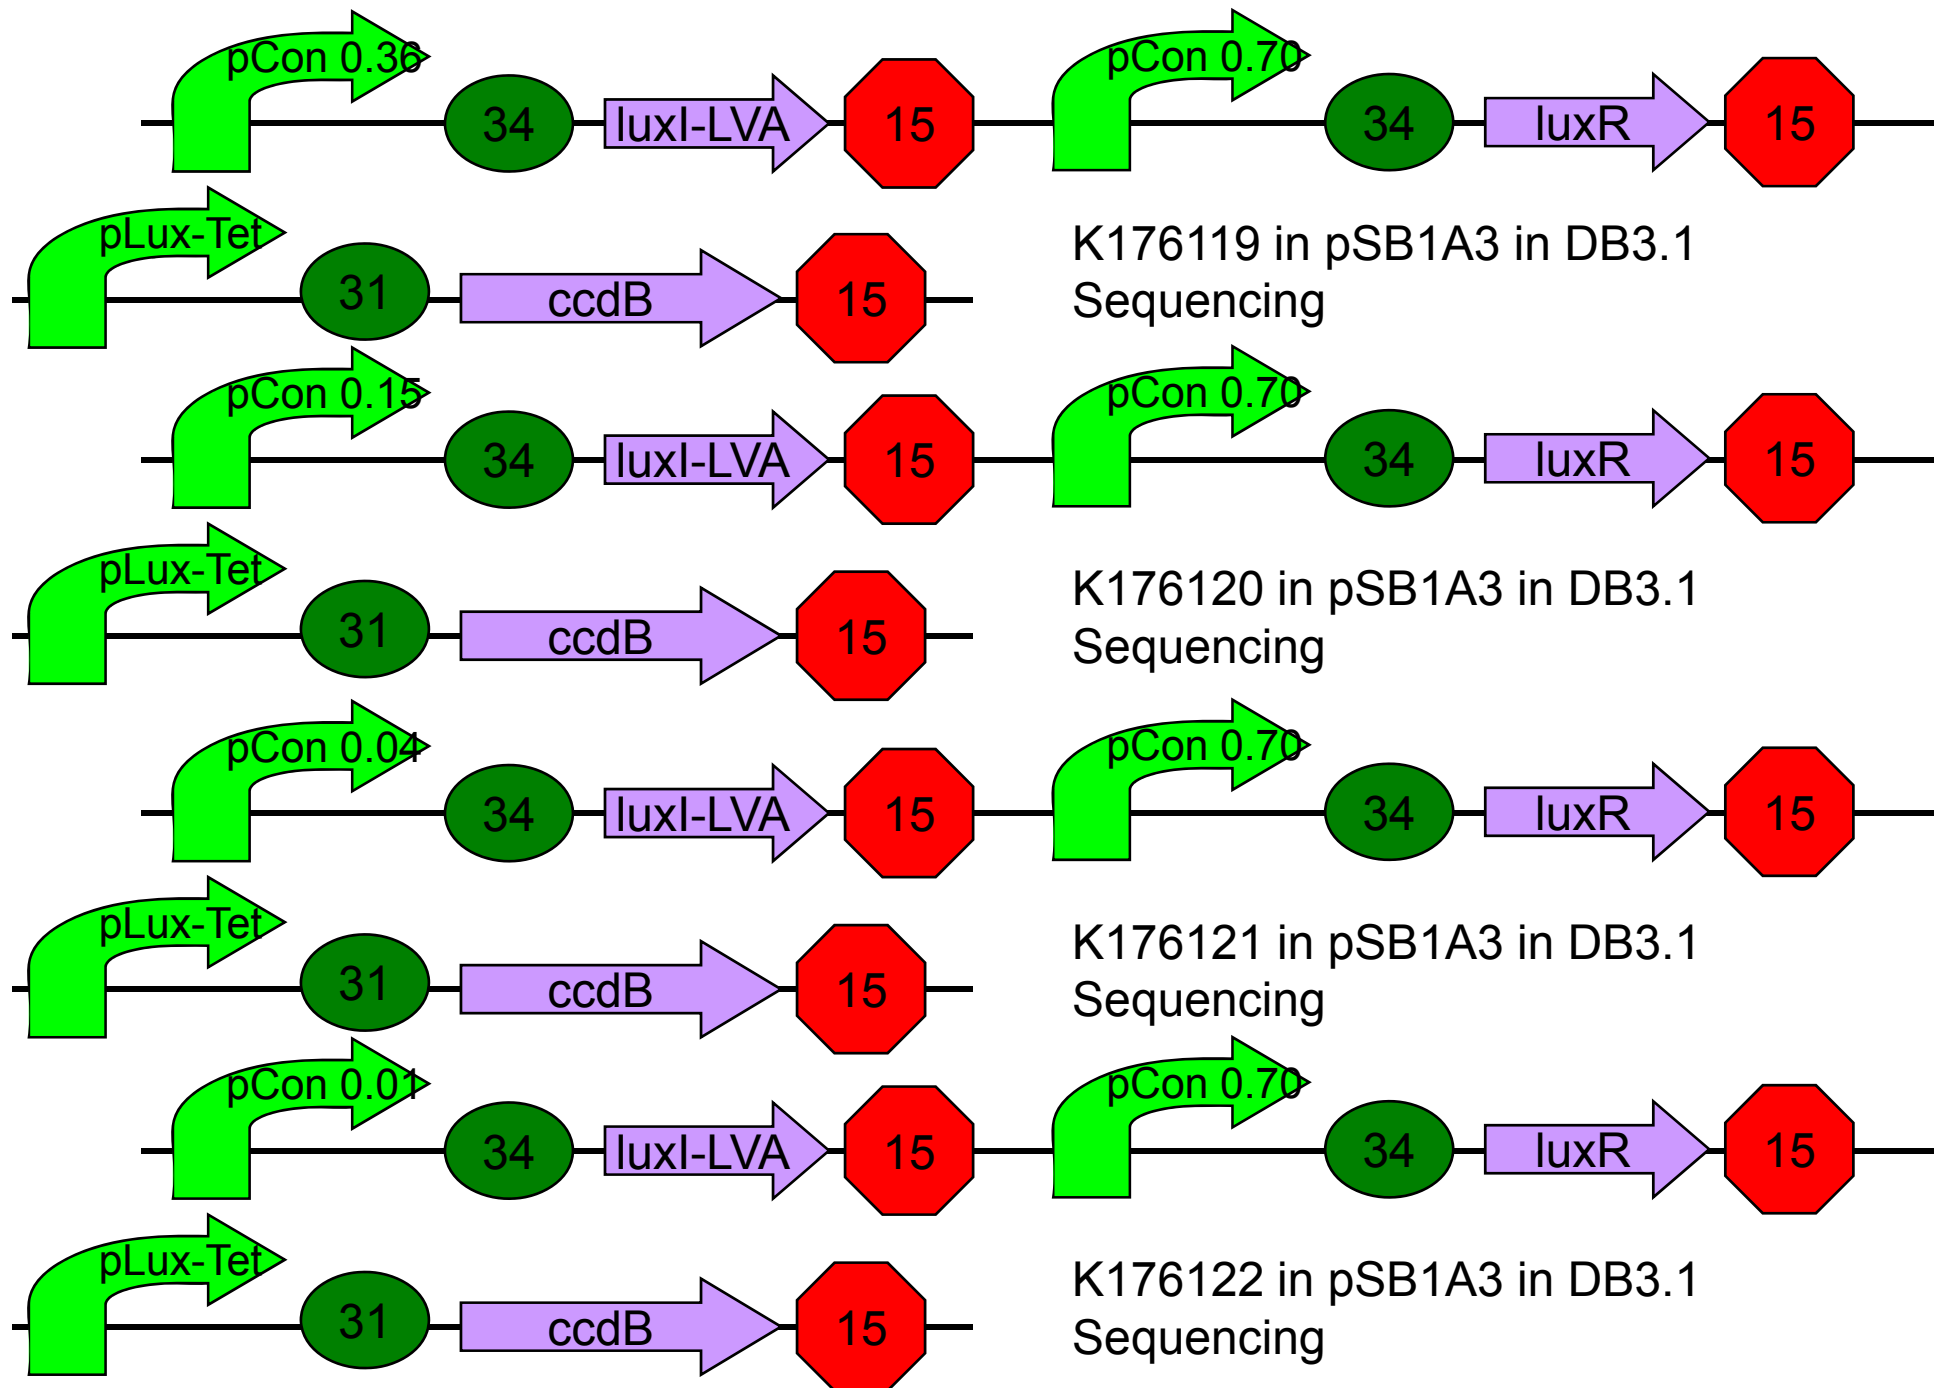 pCon 0.36 34 luxI-LVA 15 pCon 0.70 34 luxR 15
pLux-Tet 31 ccdB 15
K176119 in pSB1A3 in DB3.1
Sequencing
pCon 0.15 34 luxI-LVA 15 pCon 0.70 34 luxR 15
pLux-Tet 31 ccdB 15
K176120 in pSB1A3 in DB3.1
Sequencing
pCon 0.04 34 luxI-LVA 15 pCon 0.70 34 luxR 15
pLux-Tet 31 ccdB 15
K176121 in pSB1A3 in DB3.1
Sequencing
pCon 0.01 34 luxI-LVA 15 pCon 0.70 34 luxR 15
pLux-Tet 31 ccdB 15
K176122 in pSB1A3 in DB3.1
Sequencing